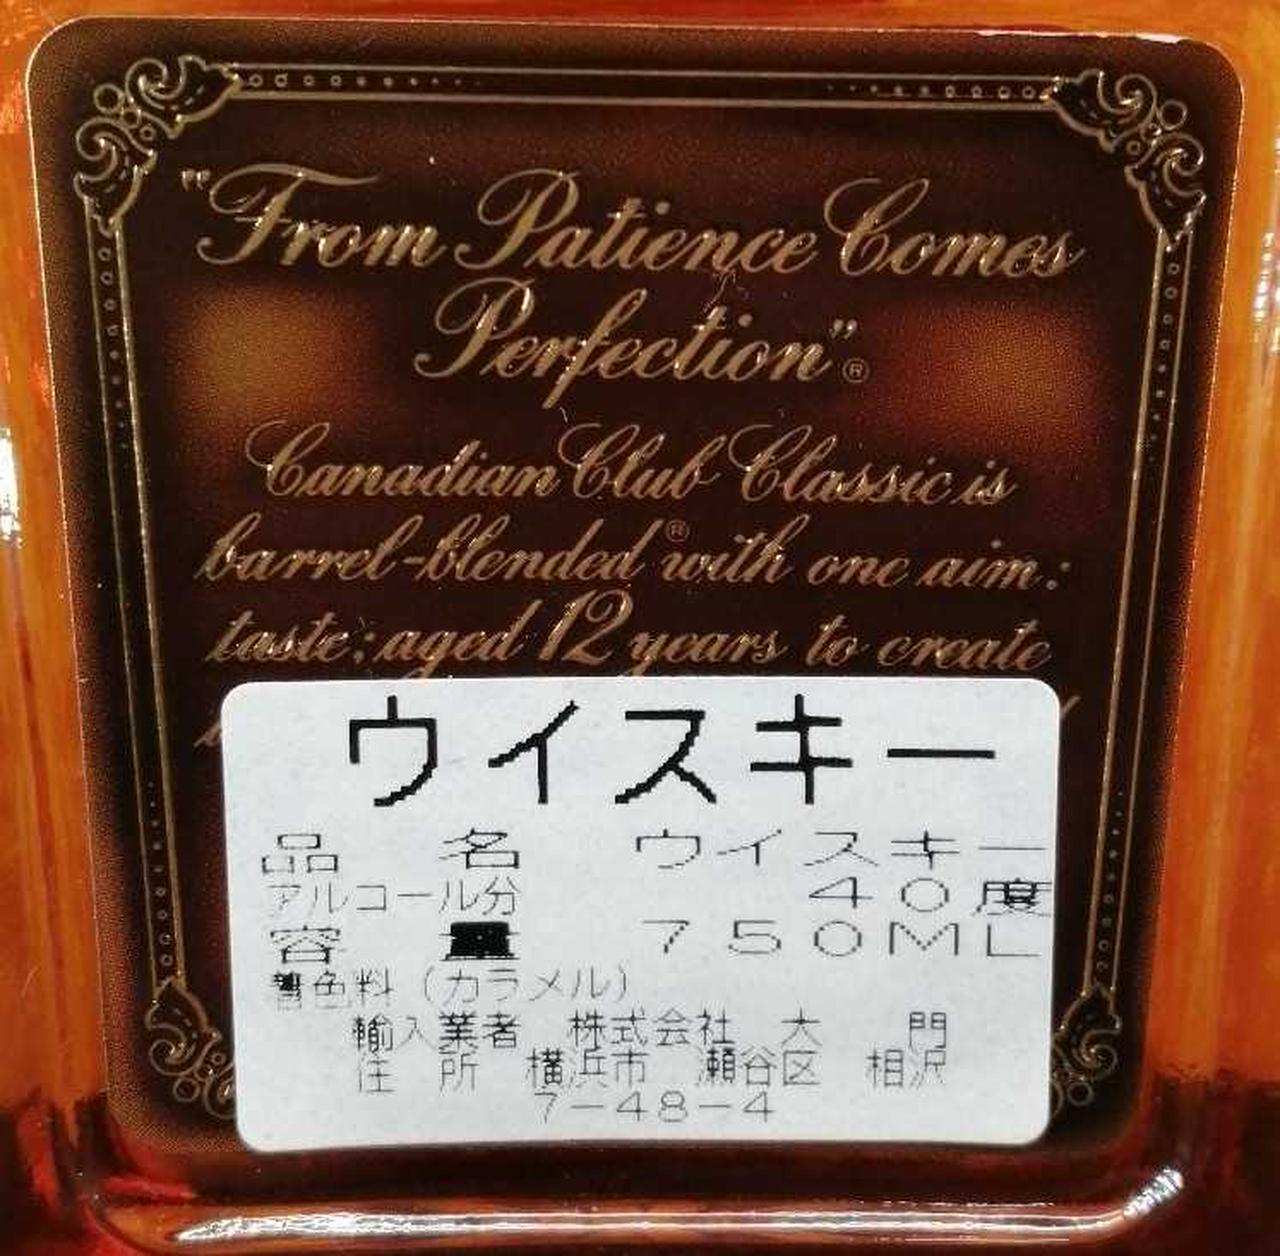 "From Patience Comes
Perfection"®
Canadian Club Classic is
barrel-blended® with one aim:
taste; aged 12 years to create
ウイスキー
品 名 ウイスキー
アルコール分 40度
容 量 750ML
着色料(カラメル)
輸入業者 株式会社 大 門
住 所 横浜市 瀬谷区 相沢
7-48-4